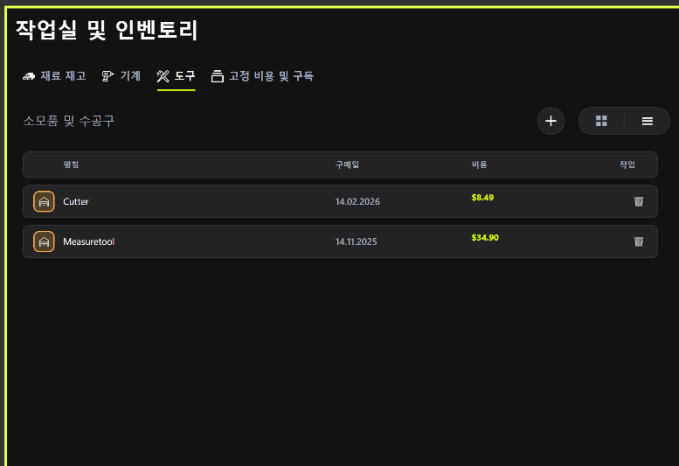 작업실 및 인벤토리
재료 재고 기계 도구 고정 비용 및 구독
소모품 및 수공구
명칭 구매일 비용 작업
Cutter 14.02.2026 $8.49
Measuretool 14.11.2025 $34.90